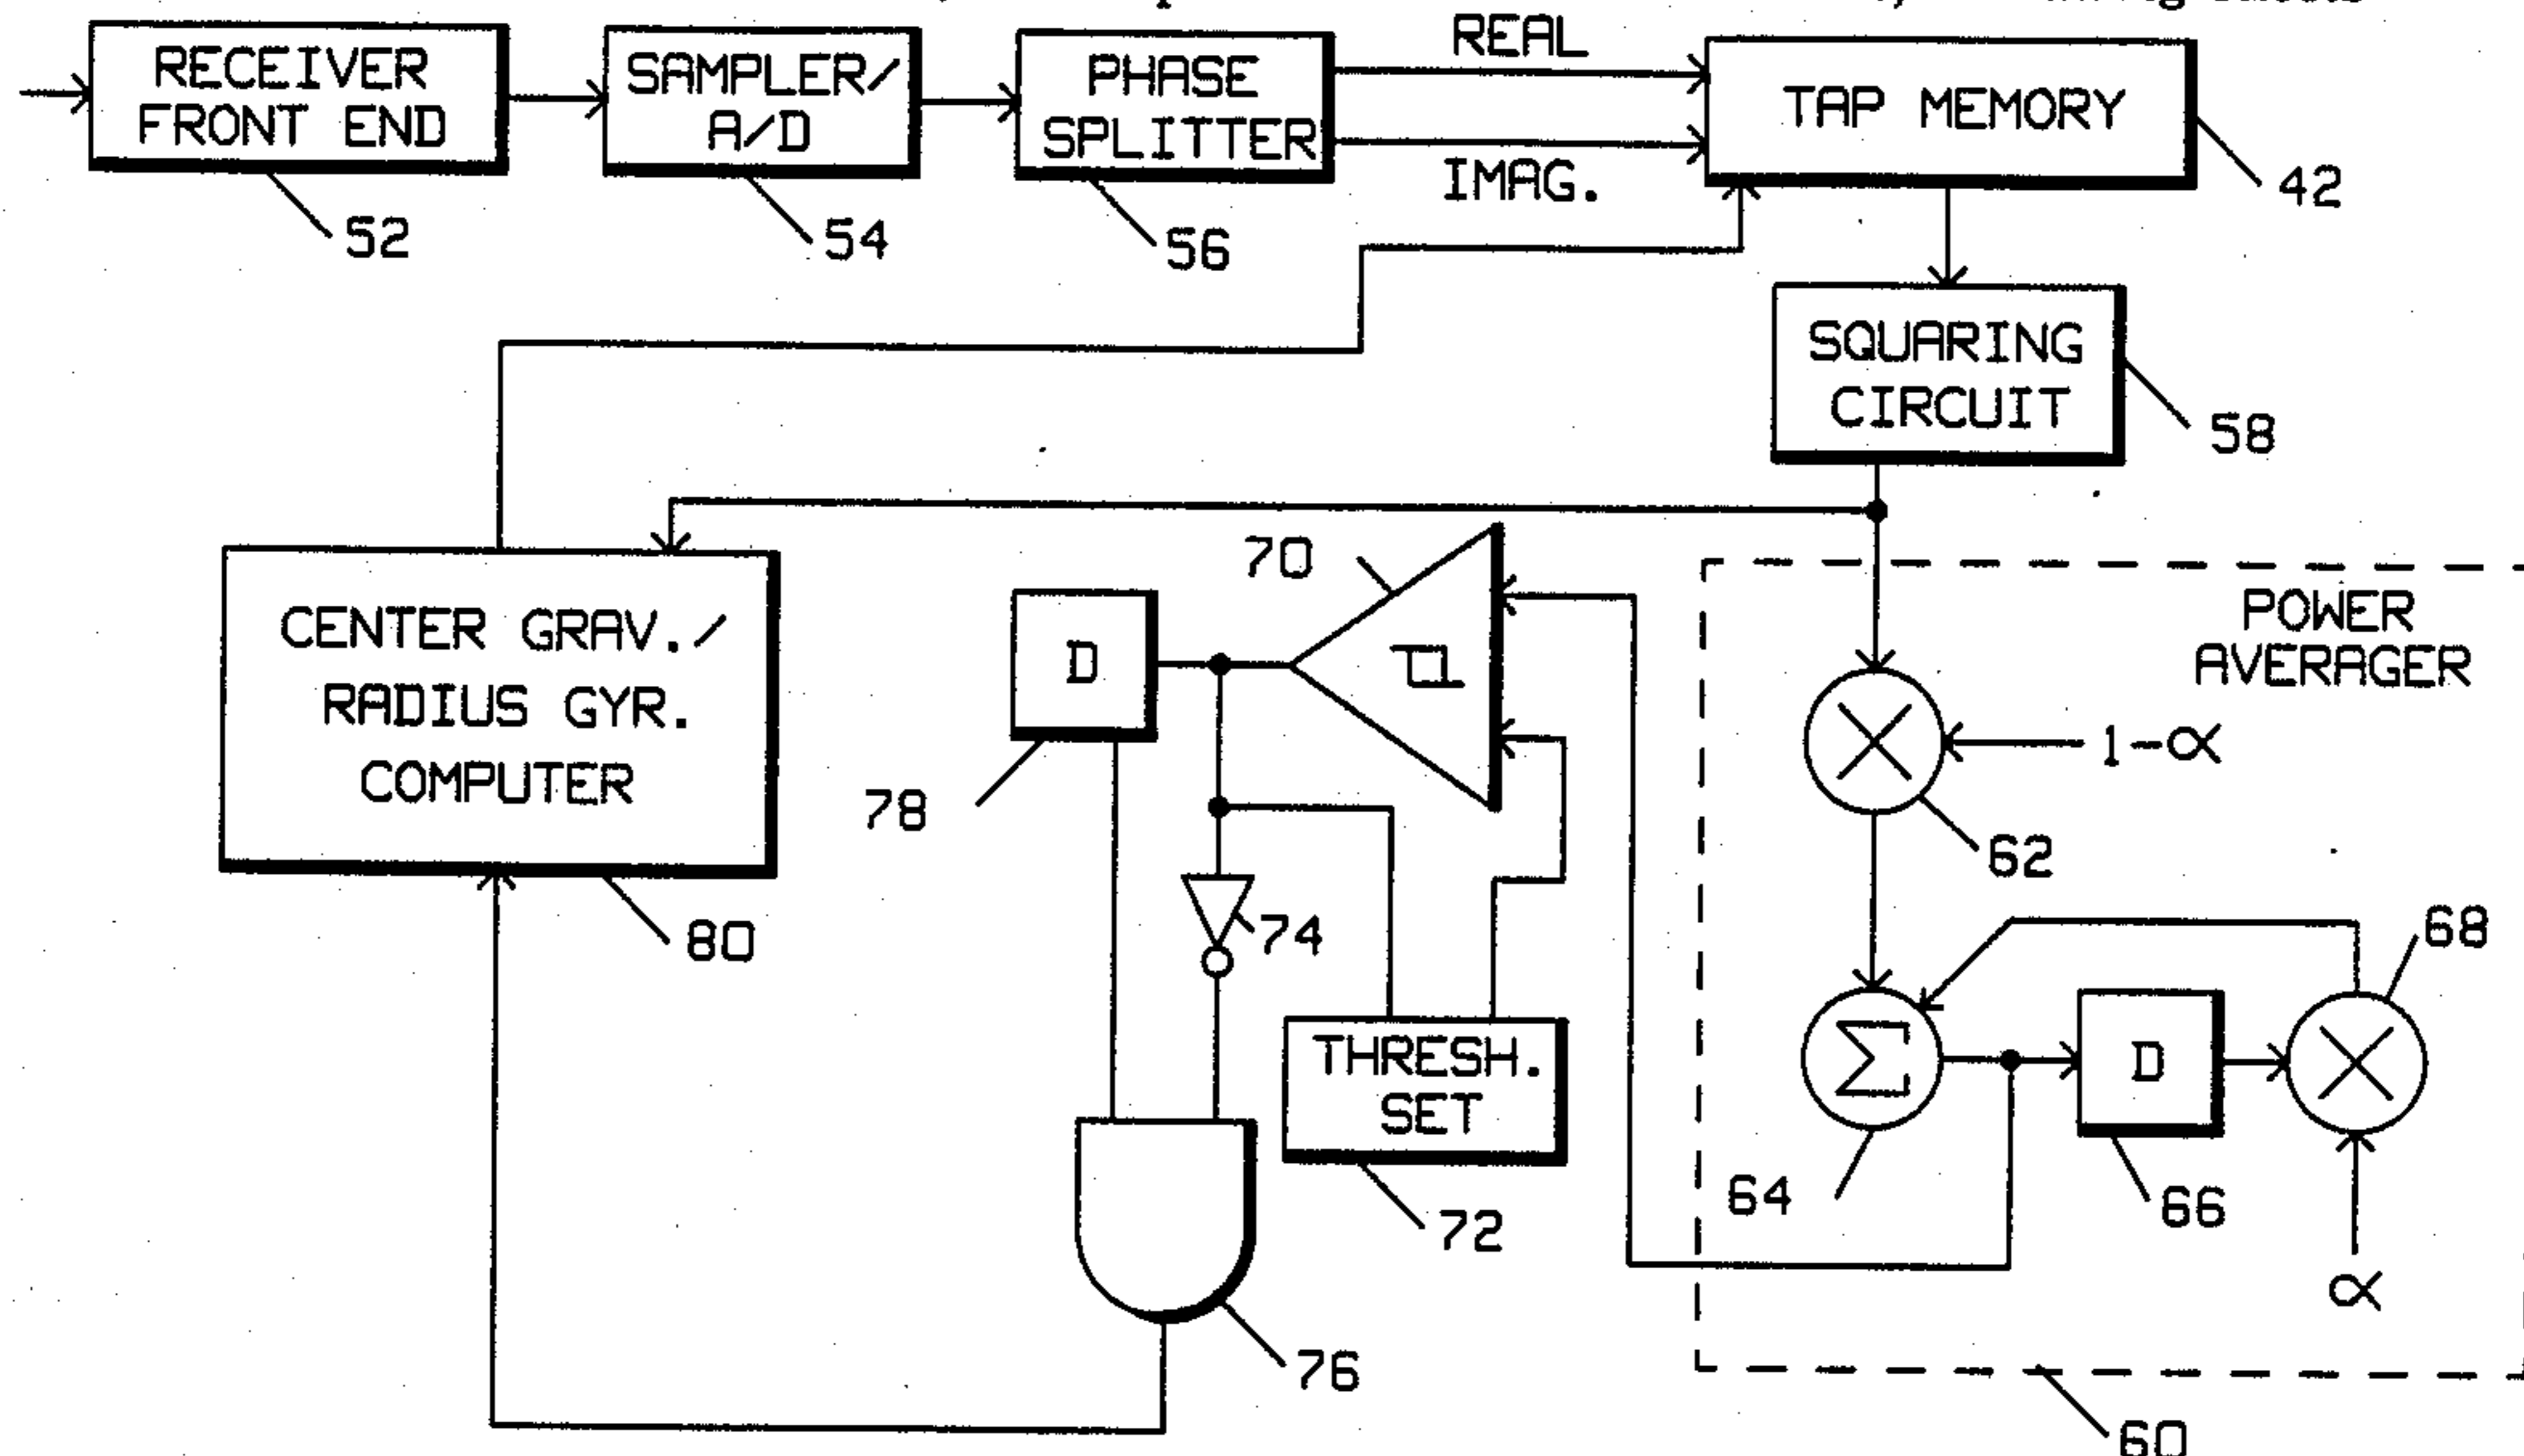 RECEIVER
FRONT END
52
SAMPLER/
A/D
54
PHASE
SPLITTER
56
REAL
IMAG.
TAP MEMORY
42
SQUARING
CIRCUIT
58
POWER
AVERAGER
1-α
62
Σ
64
D
66
68
α
60
70
D
78
74
THRESH.
SET
72
76
CENTER GRAV./
RADIUS GYR.
COMPUTER
80